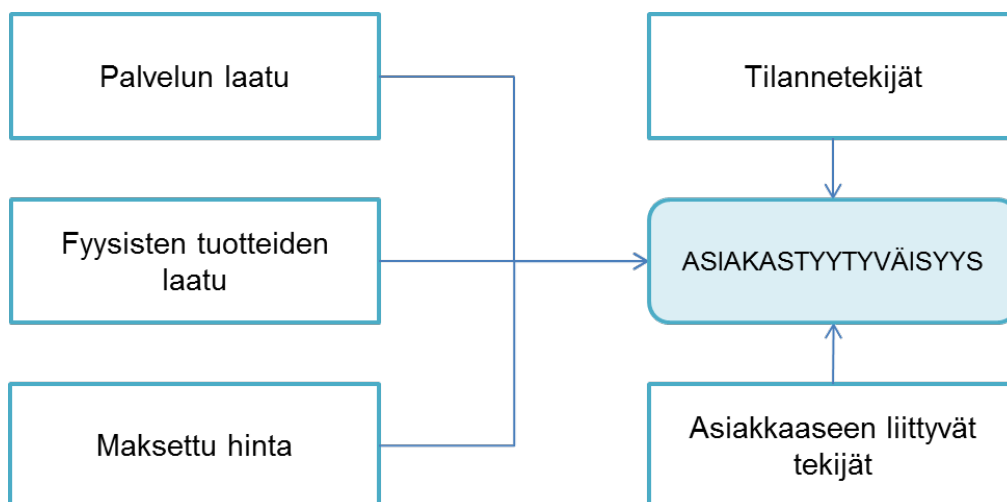 Palvelun laatu
Tilannetekijät
Fyysisten tuotteiden
laatu
ASIAKASTYYTYVÄISYYS
Maksettu hinta
Asiakkaaseen liittyvät
tekijät